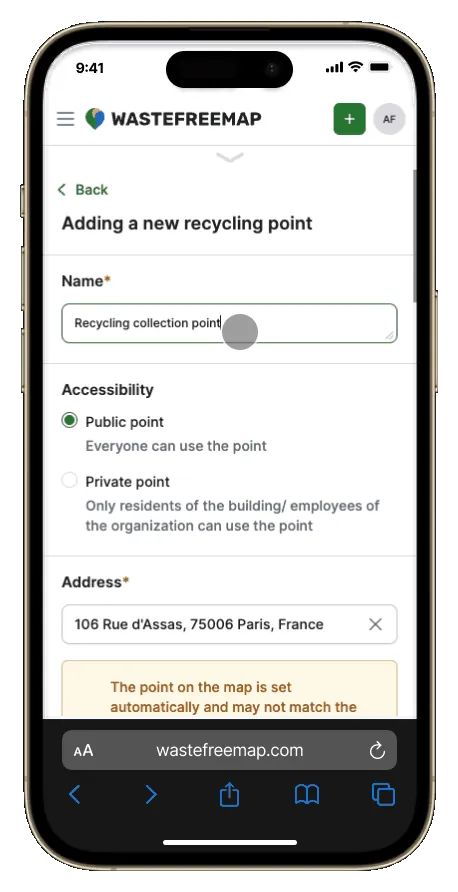 9:41
WASTEFREEMAP
+
AF
Back
Adding a new recycling point
Name*
Recycling collection point
Accessibility
Public point
Everyone can use the point
Private point
Only residents of the building/ employees of
the organization can use the point
Address*
106 Rue d'Assas, 75006 Paris, France
The point on the map is set
automatically and may not match the
AA
wastefreemap.com